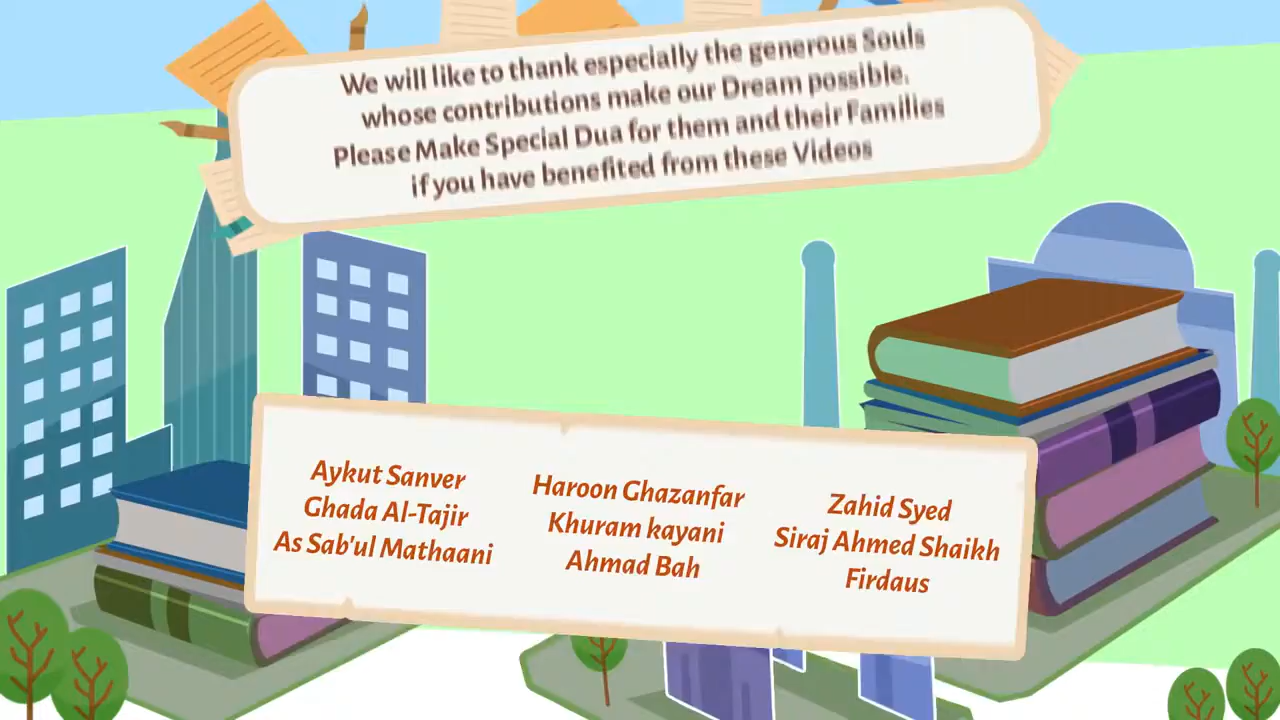 We will like to thank especially the generous Souls
whose contributions make our Dream possible.
Please Make Special Dua for them and their Families
if you have benefited from these Videos
Aykut Sanver
Ghada Al-Tajir
As Sab'ul Mathaani
Haroon Ghazanfar
Khuram kayani
Ahmad Bah
Zahid Syed
Siraj Ahmed Shaikh
Firdaus